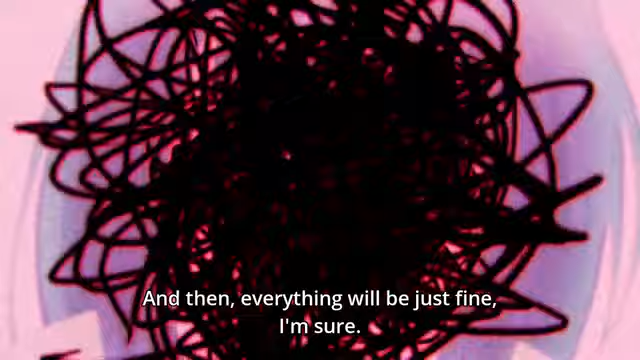 And then, everything will be just fine,
I'm sure.